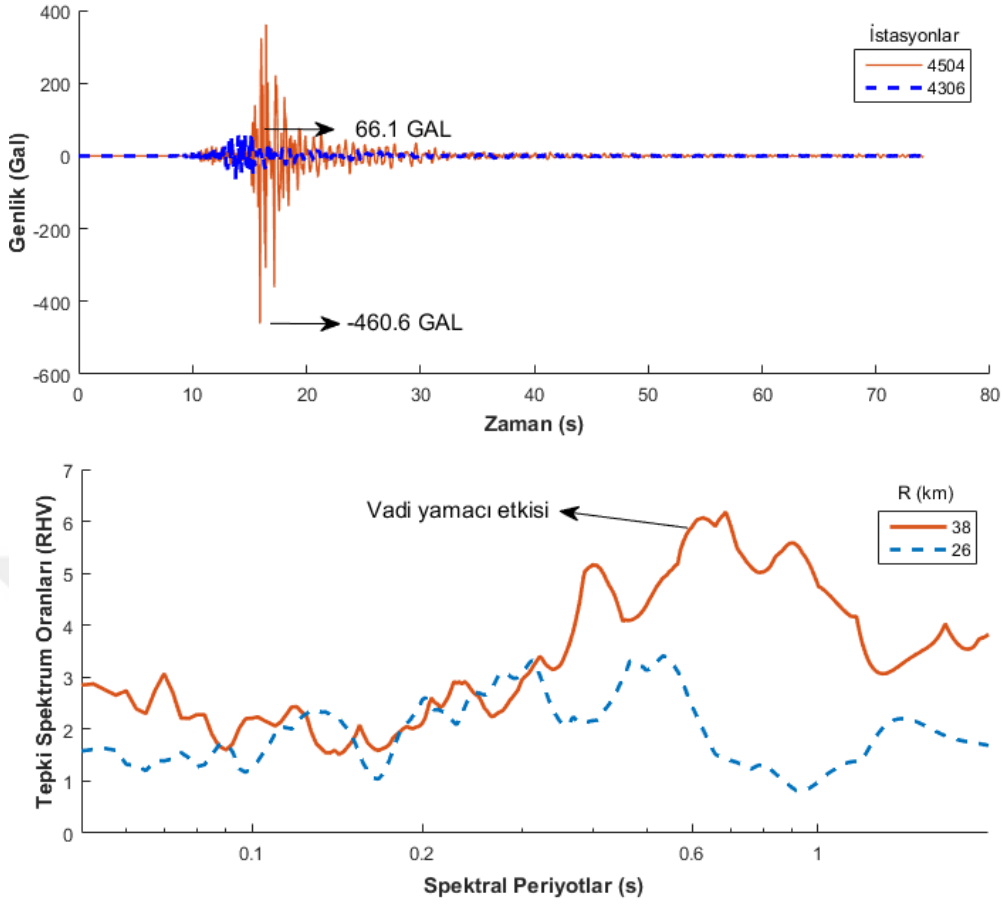 Genlik (Gal)
400
200
0
-200
-400
-600
İstasyonlar
4504
4306
66.1 GAL
-460.6 GAL
0 10 20 30 40 50 60 70 80
Zaman (s)
Tepki Spektrum Oranları (RHV)
7
6
5
4
3
2
1
0
Vadi yamacı etkisi
R (km)
38
26
0.1 0.2 0.6 1
Spektral Periyotlar (s)